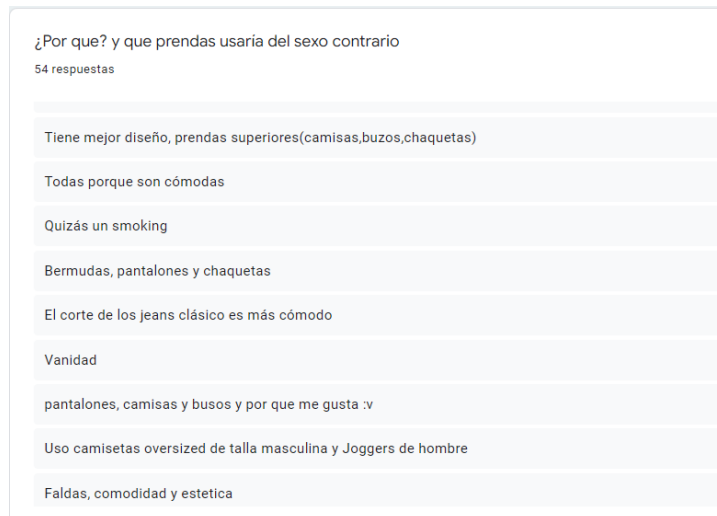 ¿Por que? y que prendas usaría del sexo contrario
54 respuestas
Tiene mejor diseño, prendas superiores(camisas,buzos,chaquetas)
Todas porque son cómodas
Quizás un smoking
Bermudas, pantalones y chaquetas
El corte de los jeans clásico es más cómodo
Vanidad
pantalones, camisas y busos y por que me gusta :v
Uso camisetas oversized de talla masculina y Joggers de hombre
Faldas, comodidad y estetica